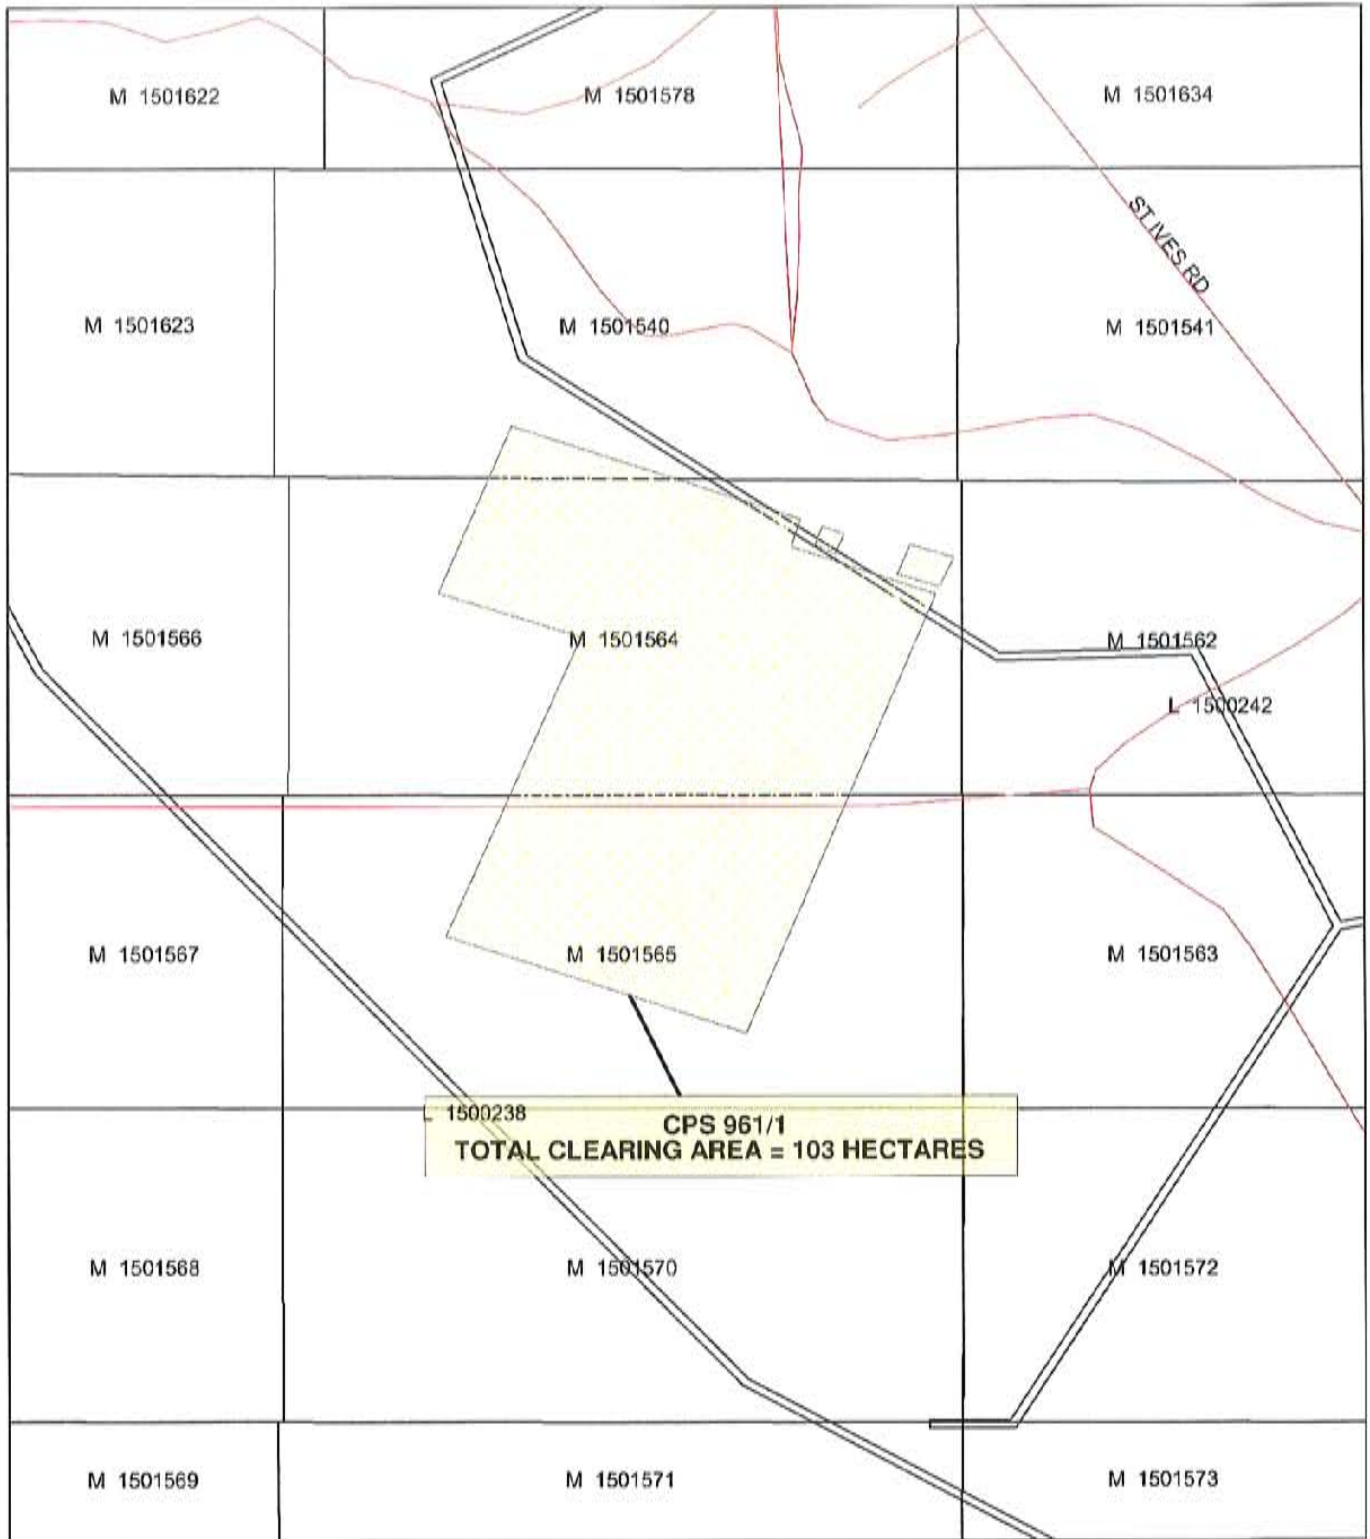 M 1501622
M 1501578
M 1501634
ST IVES RD
M 1501623
M 1501540
M 1501541
M 1501566
M 1501564
M 1501562
L 1500242
M 1501567
M 1501565
M 1501563
L 1500238
CPS 961/1
TOTAL CLEARING AREA = 103 HECTARES
M 1501568
M 1501570
M 1501572
M 1501569
M 1501571
M 1501573